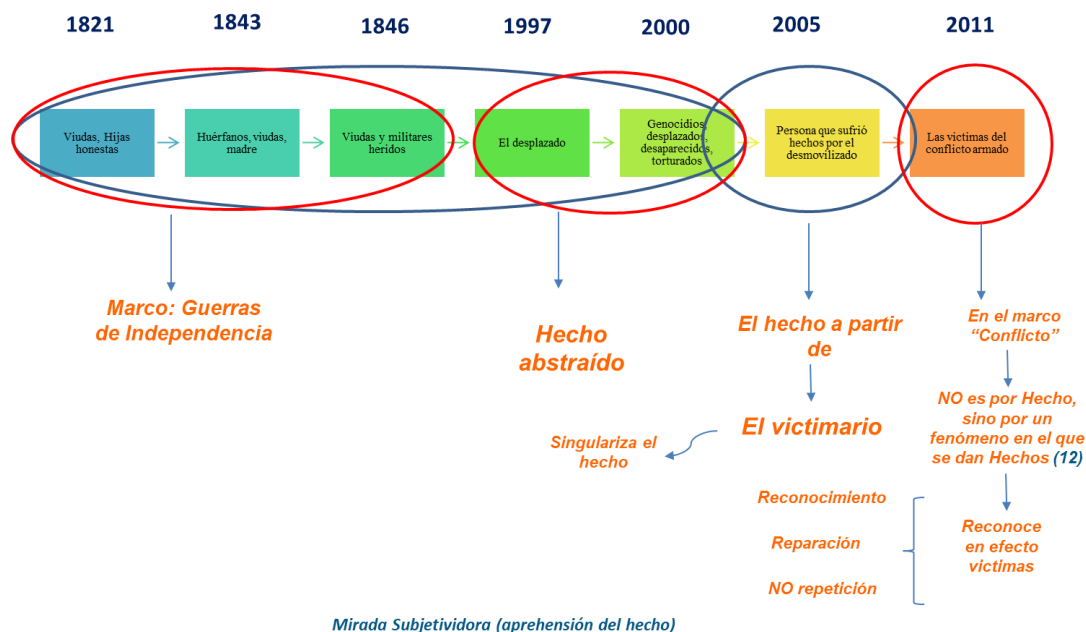 1821
1843
1846
1997
2000
2005
2011
Viudas, Hijas
honestas
Huérfanos, viudas,
madre
Viudas y militares
heridos
El desplazado
Genocidios,
desplazados,
desaparecidos,
torturados
Persona que sufrió
hechos por el
desmovilizado
Las victimas del
conflicto armado
Marco: Guerras
de Independencia
Hecho
abstraído
El hecho a partir
de
En el marco
“Conflicto”
El victimario
Singulariza el
hecho
NO es por Hecho,
sino por un
fenómeno en el que
se dan Hechos (12)
Reconocimiento
Reparación
NO repetición
Reconoce
en efecto
victimas
Mirada Subjetividora (aprehensión del hecho)